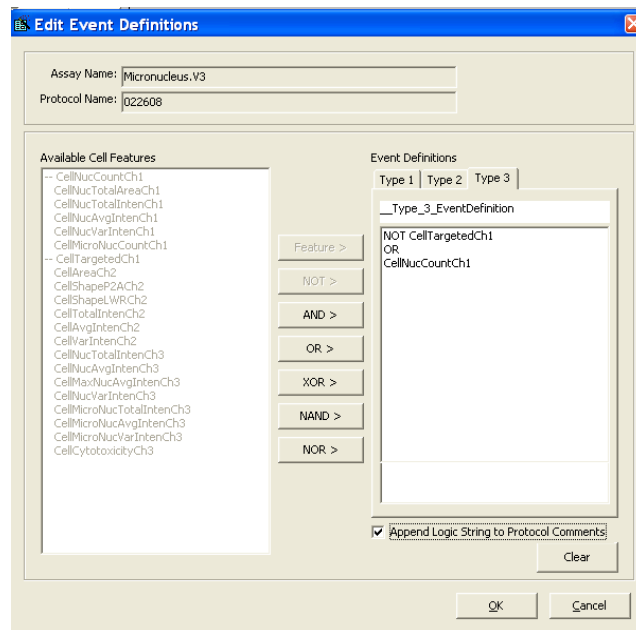 Edit Event Definitions
Assay Name: Micronucleus.V3
Protocol Name: 022608
Available Cell Features
-- CellNucCountCh1
CellNucTotalAreaCh1
CellNucTotalIntenCh1
CellNucAvgIntenCh1
CellNucVarIntenCh1
CellMicroNucCountCh1
-- CellTargetedCh1
CellAreaCh2
CellShapeP2ACh2
CellShapeLWRCh2
CellTotalIntenCh2
CellAvgIntenCh2
CellVarIntenCh2
CellNucTotalIntenCh3
CellNucAvgIntenCh3
CellMaxNucAvgIntenCh3
CellNucVarIntenCh3
CellMicroNucTotalIntenCh3
CellMicroNucAvgIntenCh3
CellMicroNucVarIntenCh3
CellCytotoxicityCh3
Feature >
NOT >
AND >
OR >
XOR >
NAND >
NOR >
Event Definitions
Type 1 Type 2 Type 3
__Type_3_EventDefinition
NOT CellTargetedCh1
OR
CellNucCountCh1
Append Logic String to Protocol Comments
Clear
OK Cancel